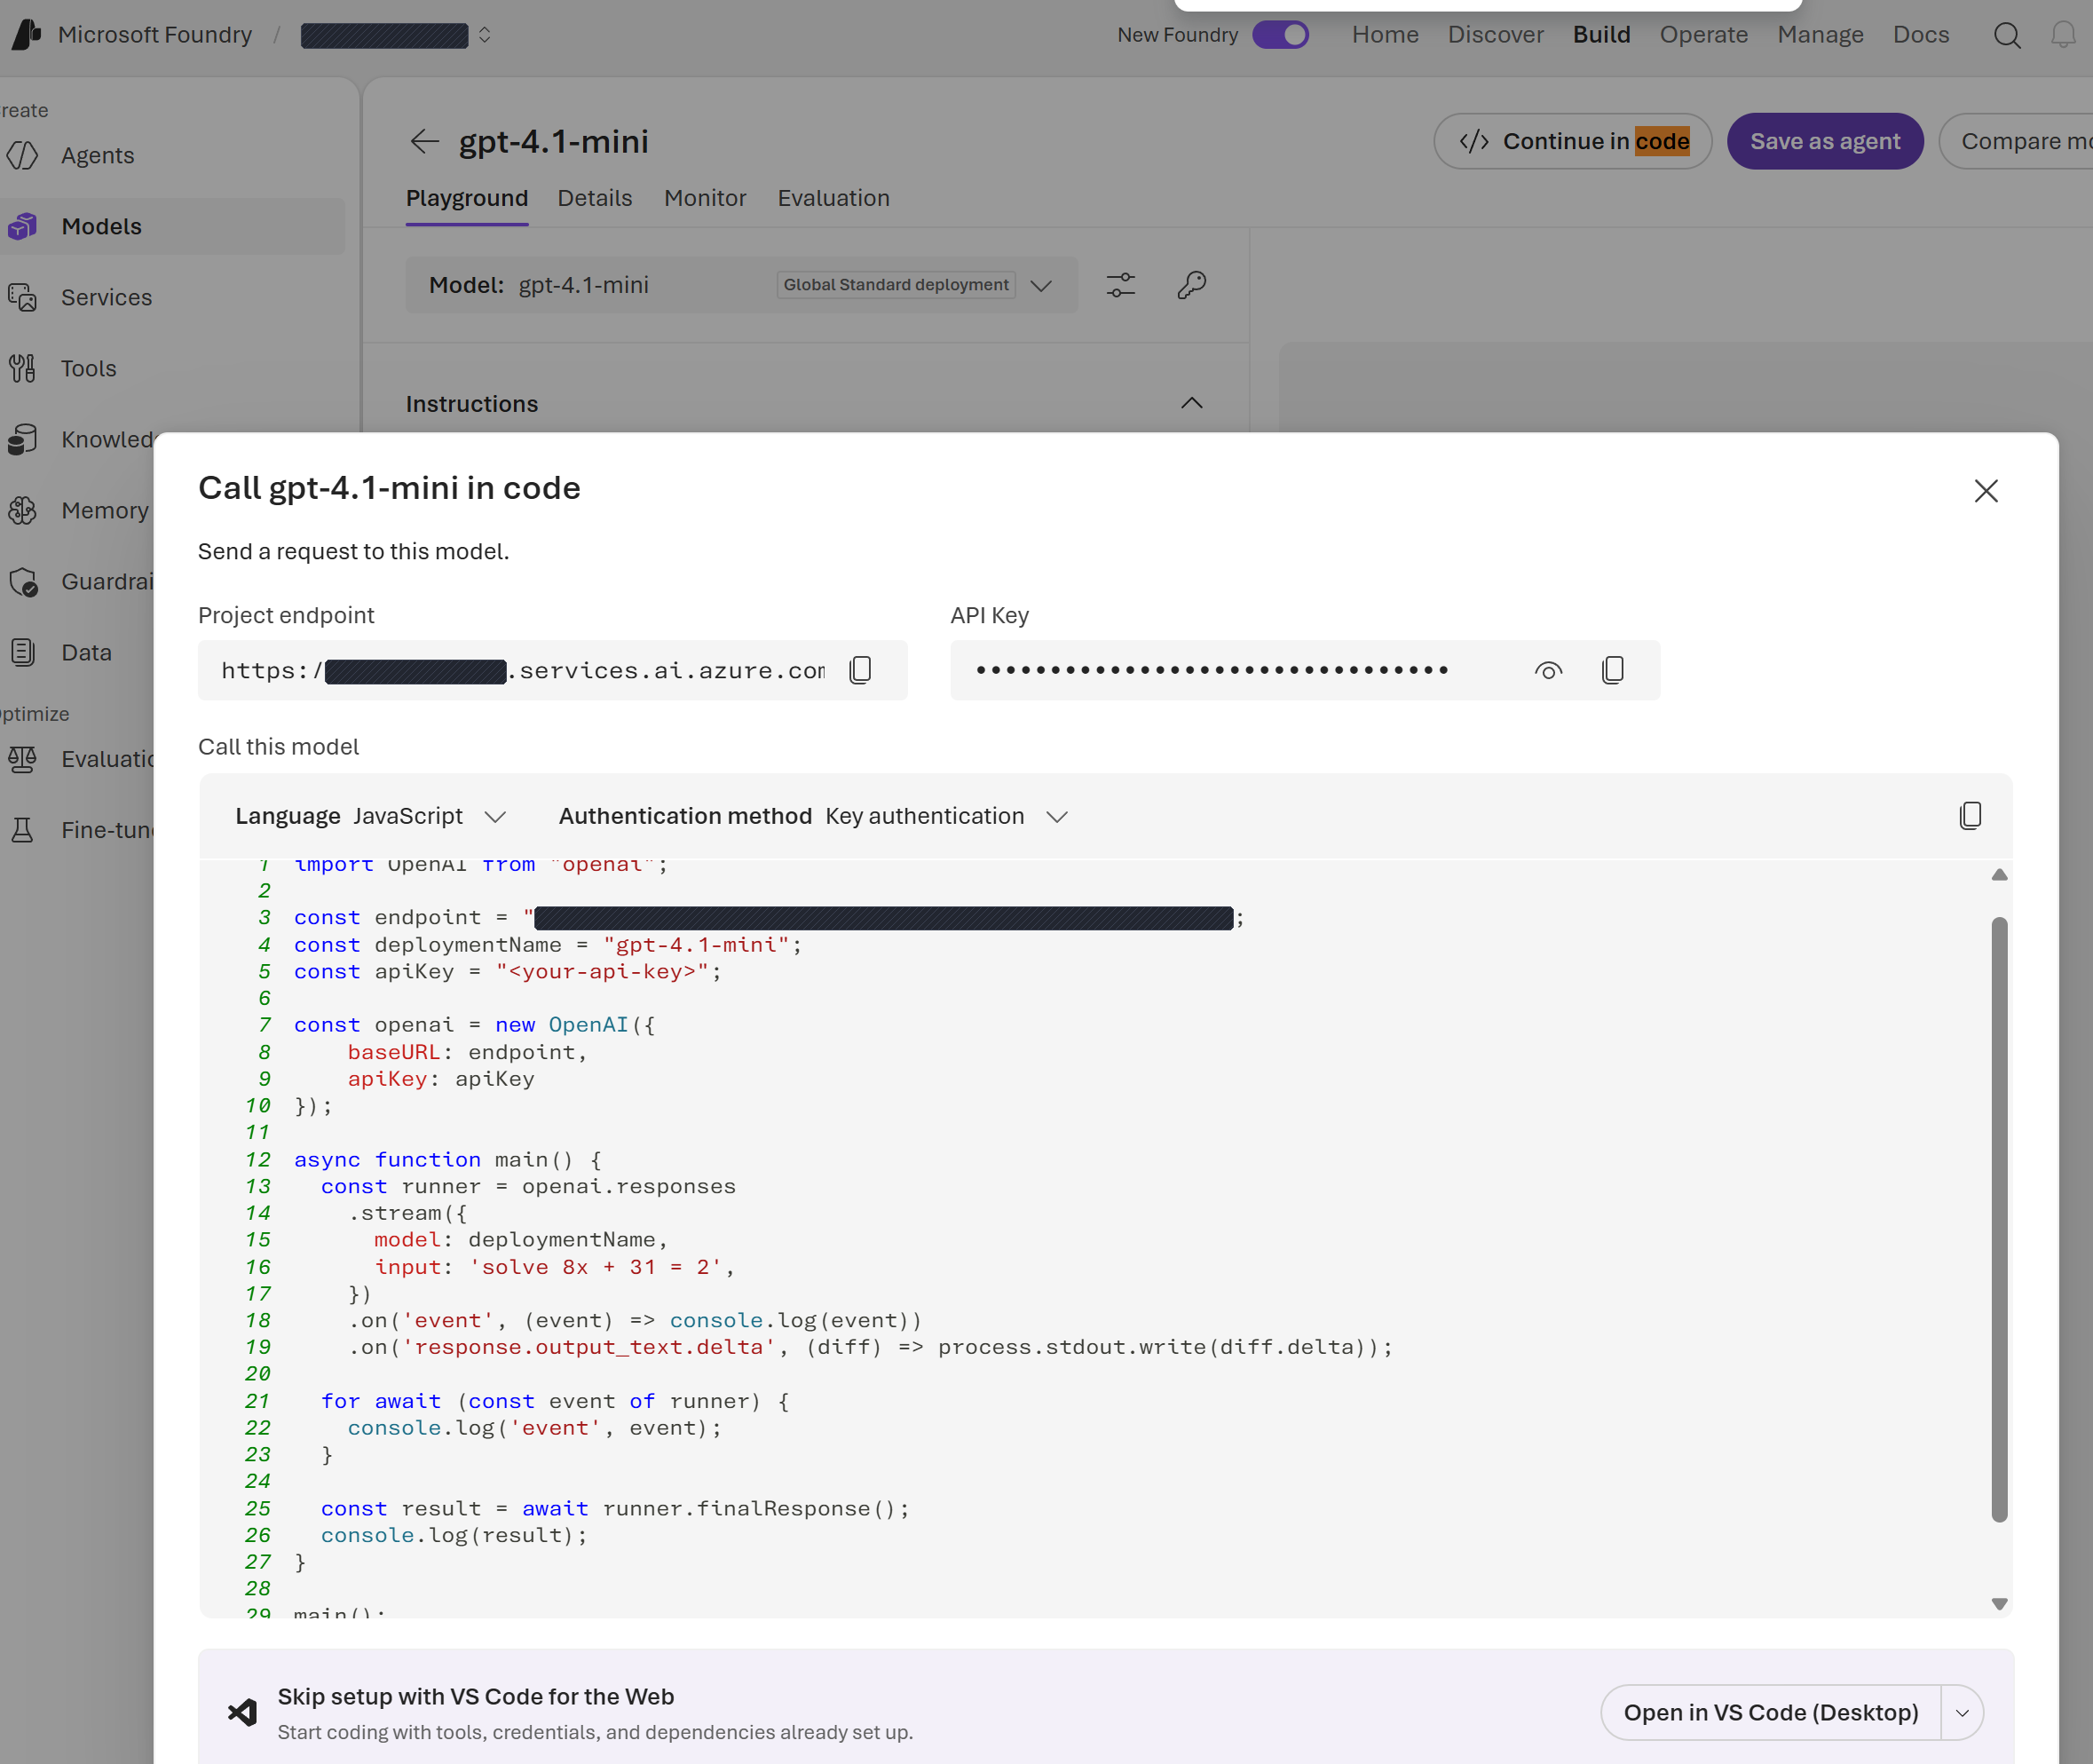 Microsoft Foundry /
New Foundry Home Discover Build Operate Manage Docs
reate
Agents
Models
Services
Tools
Knowled
Memory
Guardrai
Data
ptimize
Evaluatio
Fine-tun
gpt-4.1-mini
Continue in code
Save as agent
Compare mo
Playground Details Monitor Evaluation
Model: gpt-4.1-mini Global Standard deployment
Instructions
Call gpt-4.1-mini in code
Send a request to this model.
Project endpoint
https:/ .services.ai.azure.com
API Key
••••••••••••••••••••••••••••••••
Call this model
Language JavaScript Authentication method Key authentication
1 import OpenAI from "openai";
2
3 const endpoint = " ;
4 const deploymentName = "gpt-4.1-mini";
5 const apiKey = "<your-api-key>";
6
7 const openai = new OpenAI({
8 baseURL: endpoint,
9 apiKey: apiKey
10 });
11
12 async function main() {
13 const runner = openai.responses
14 .stream({
15 model: deploymentName,
16 input: 'solve 8x + 31 = 2',
17 })
18 .on('event', (event) => console.log(event))
19 .on('response.output_text.delta', (diff) => process.stdout.write(diff.delta));
20
21 for await (const event of runner) {
22 console.log('event', event);
23 }
24
25 const result = await runner.finalResponse();
26 console.log(result);
27 }
28
29 main();
Skip setup with VS Code for the Web
Start coding with tools, credentials, and dependencies already set up.
Open in VS Code (Desktop)